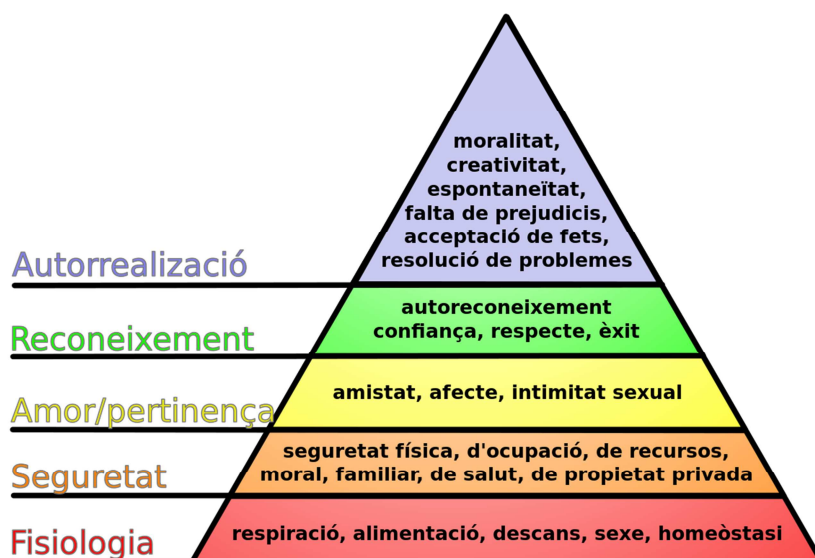 moralitat,
creativitat,
espontaneïtat,
falta de prejudicis,
acceptació de fets,
resolució de problemes
Autorrealizació
autoreconeixement
confiança, respecte, èxit
Reconeixement
amistat, afecte, intimitat sexual
Amor/pertinença
seguretat física, d'ocupació, de recursos,
moral, familiar, de salut, de propietat privada
Seguretat
respiració, alimentació, descans, sexe, homeòstasi
Fisiologia